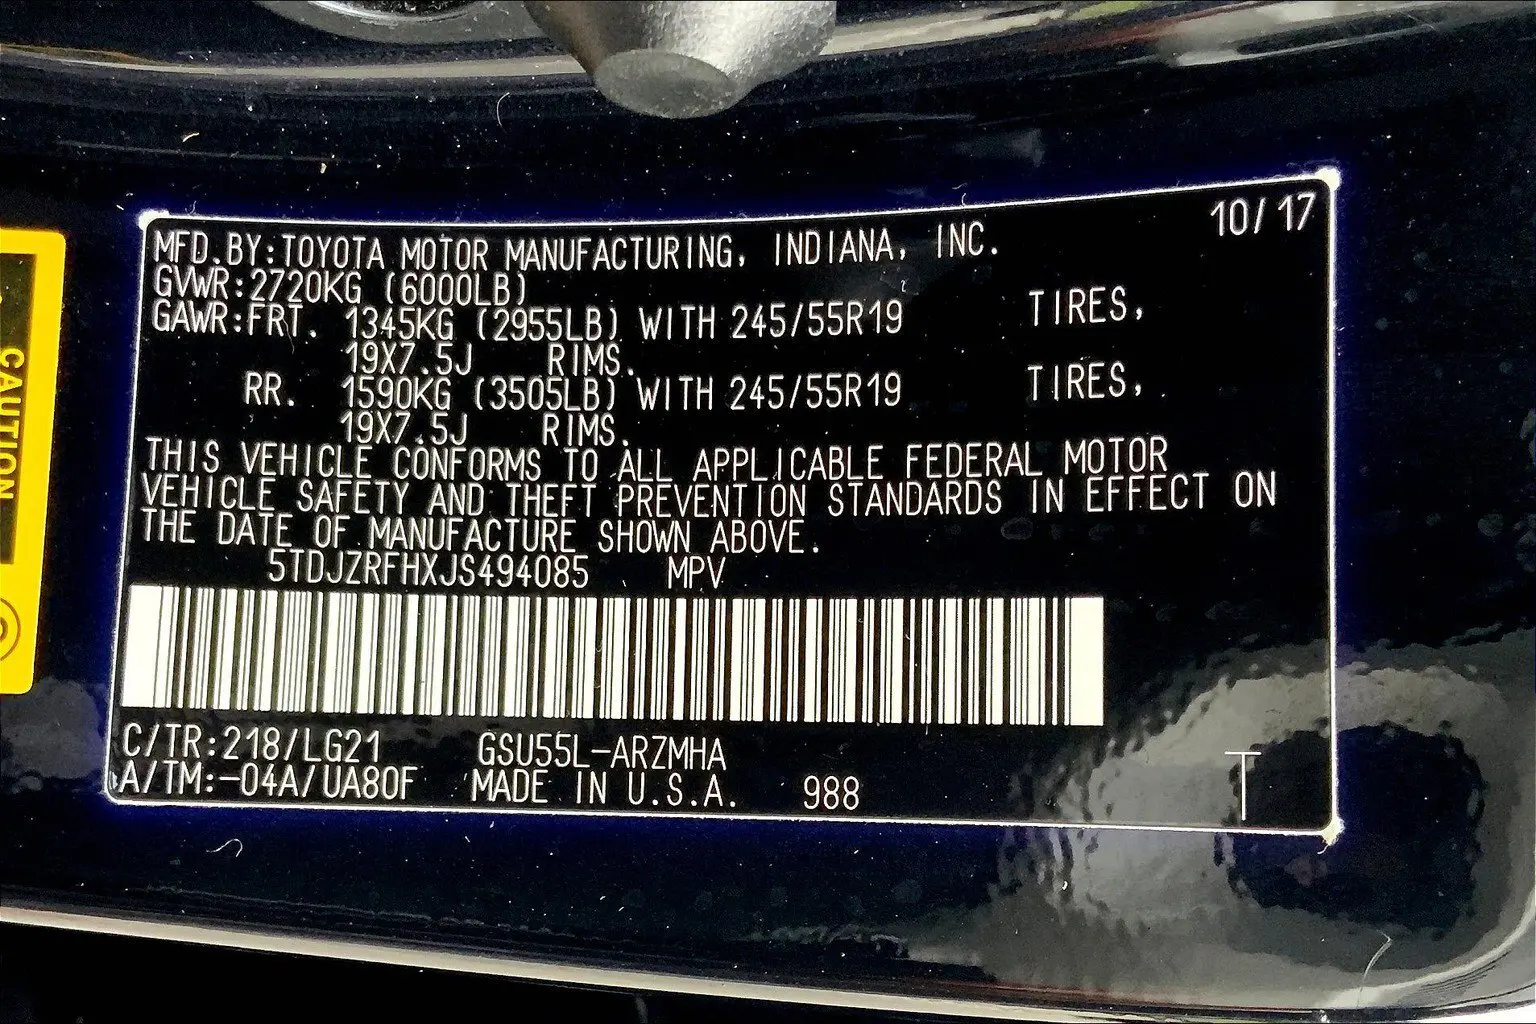 10/17
MFD.BY:TOYOTA MOTOR MANUFACTURING, INDIANA, INC.
GVWR:2720KG (6000LB)
GAWR:FRT. 1345KG (2955LB) WITH 245/55R19 TIRES,
19X7.5J RIMS.
RR. 1590KG (3505LB) WITH 245/55R19 TIRES,
19X7.5J RIMS.
THIS VEHICLE CONFORMS TO ALL APPLICABLE FEDERAL MOTOR
VEHICLE SAFETY AND THEFT PREVENTION STANDARDS IN EFFECT ON
THE DATE OF MANUFACTURE SHOWN ABOVE.
5TDJZRFHXJS494085 MPV
C/TR:218/LG21 GSU55L-ARZMHA
A/TM:-04A/UA80F MADE IN U.S.A. 988
T
CAUTION